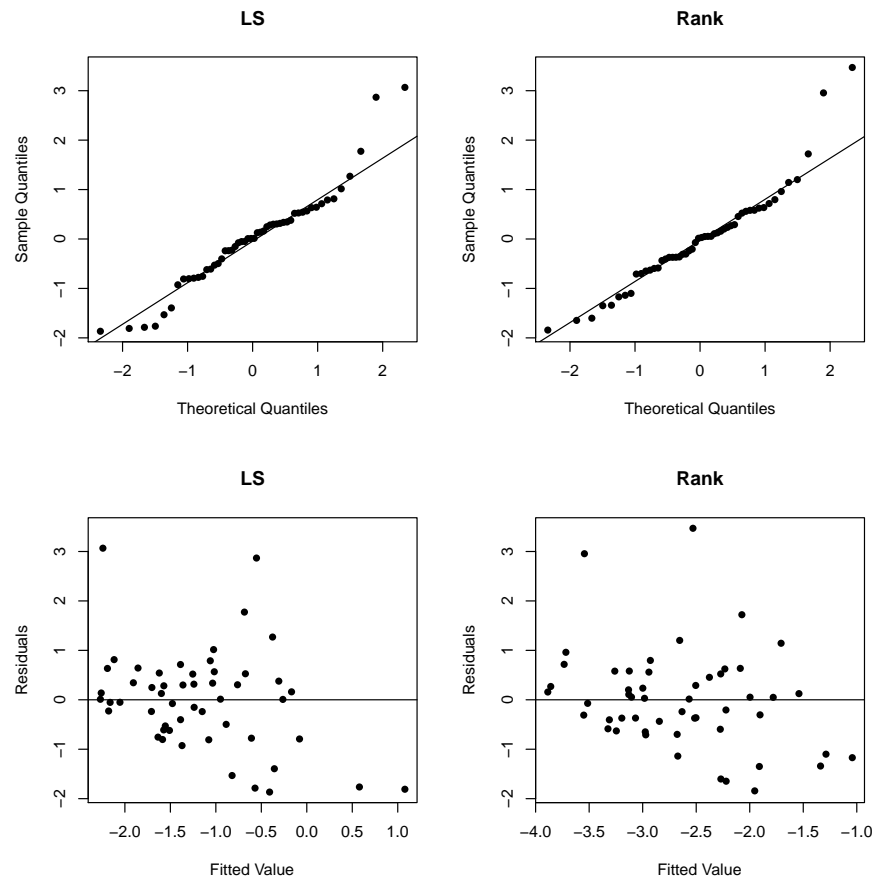 LS
Sample Quantiles
3
2
1
0
−1
−2
−2 −1 0 1 2
Theoretical Quantiles
Rank
Sample Quantiles
3
2
1
0
−1
−2
−2 −1 0 1 2
Theoretical Quantiles
LS
Residuals
3
2
1
0
−1
−2
−2.0 −1.5 −1.0 −0.5 0.0 0.5 1.0
Fitted Value
Rank
Residuals
3
2
1
0
−1
−2
−4.0 −3.5 −3.0 −2.5 −2.0 −1.5 −1.0
Fitted Value